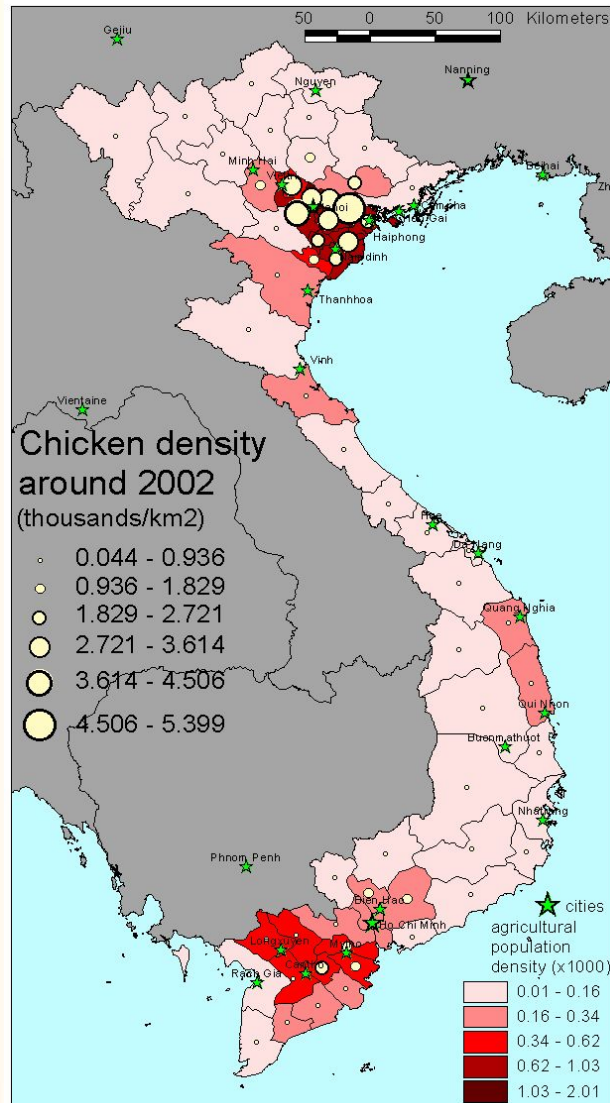 50 0 50 100 Kilometers
Gejiu
Nanning
Nguyen
Minh Hai
Beihai
Zh
Haiphong
Thanhhoa
Vinh
Vientaine
Chicken density
around 2002
(thousands/km2)
0.044 - 0.936
0.936 - 1.829
1.829 - 2.721
2.721 - 3.614
3.614 - 4.506
4.506 - 5.399
Hue
Da Nang
Quang Nghia
Qui Nhon
Buonmathuot
Nhatrang
Phnom Penh
Ho Chi Minh
Rach Gia
cities
agricultural
population
density (x1000)
0.01 - 0.16
0.16 - 0.34
0.34 - 0.62
0.62 - 1.03
1.03 - 2.01